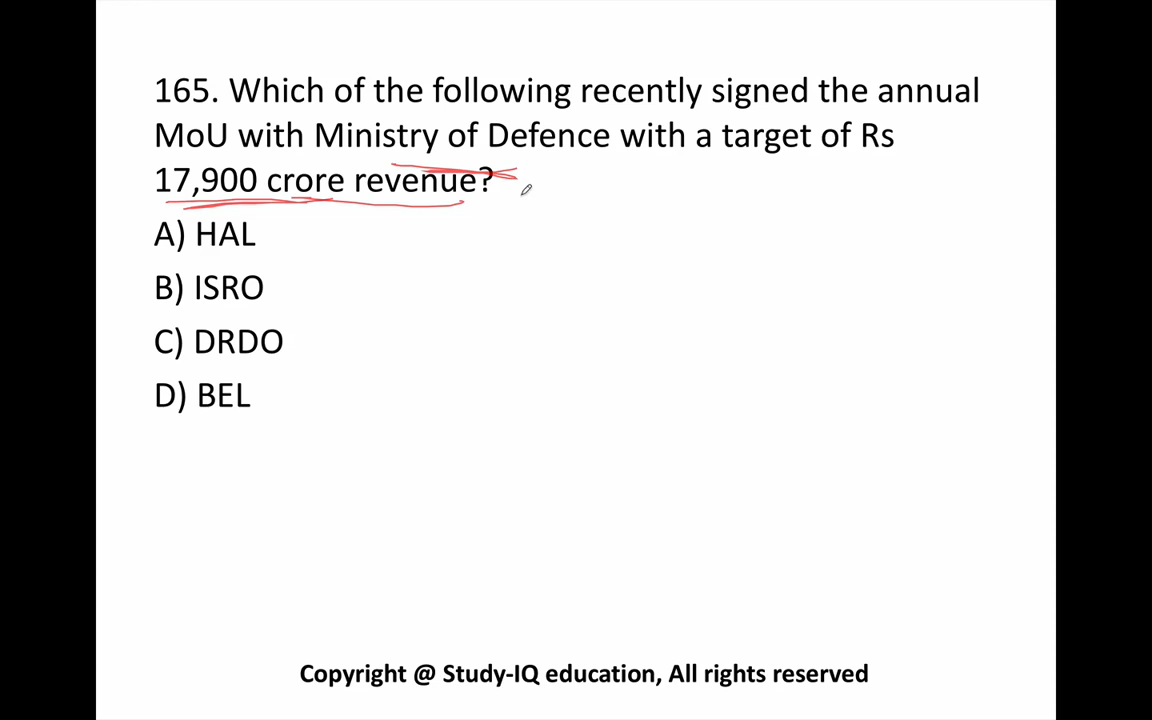 165. Which of the following recently signed the annual
MoU with Ministry of Defence with a target of Rs
17,900 crore revenue?
A) HAL
B) ISRO
C) DRDO
D) BEL
Copyright @ Study-IQ education, All rights reserved